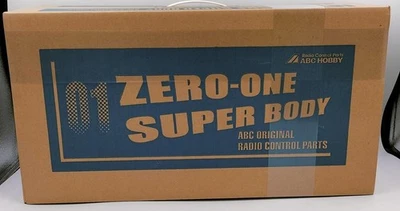 Radio Control Parts
ABC HOBBY
01 ZERO-ONE
SUPER BODY
ABC ORIGINAL
RADIO CONTROL PARTS